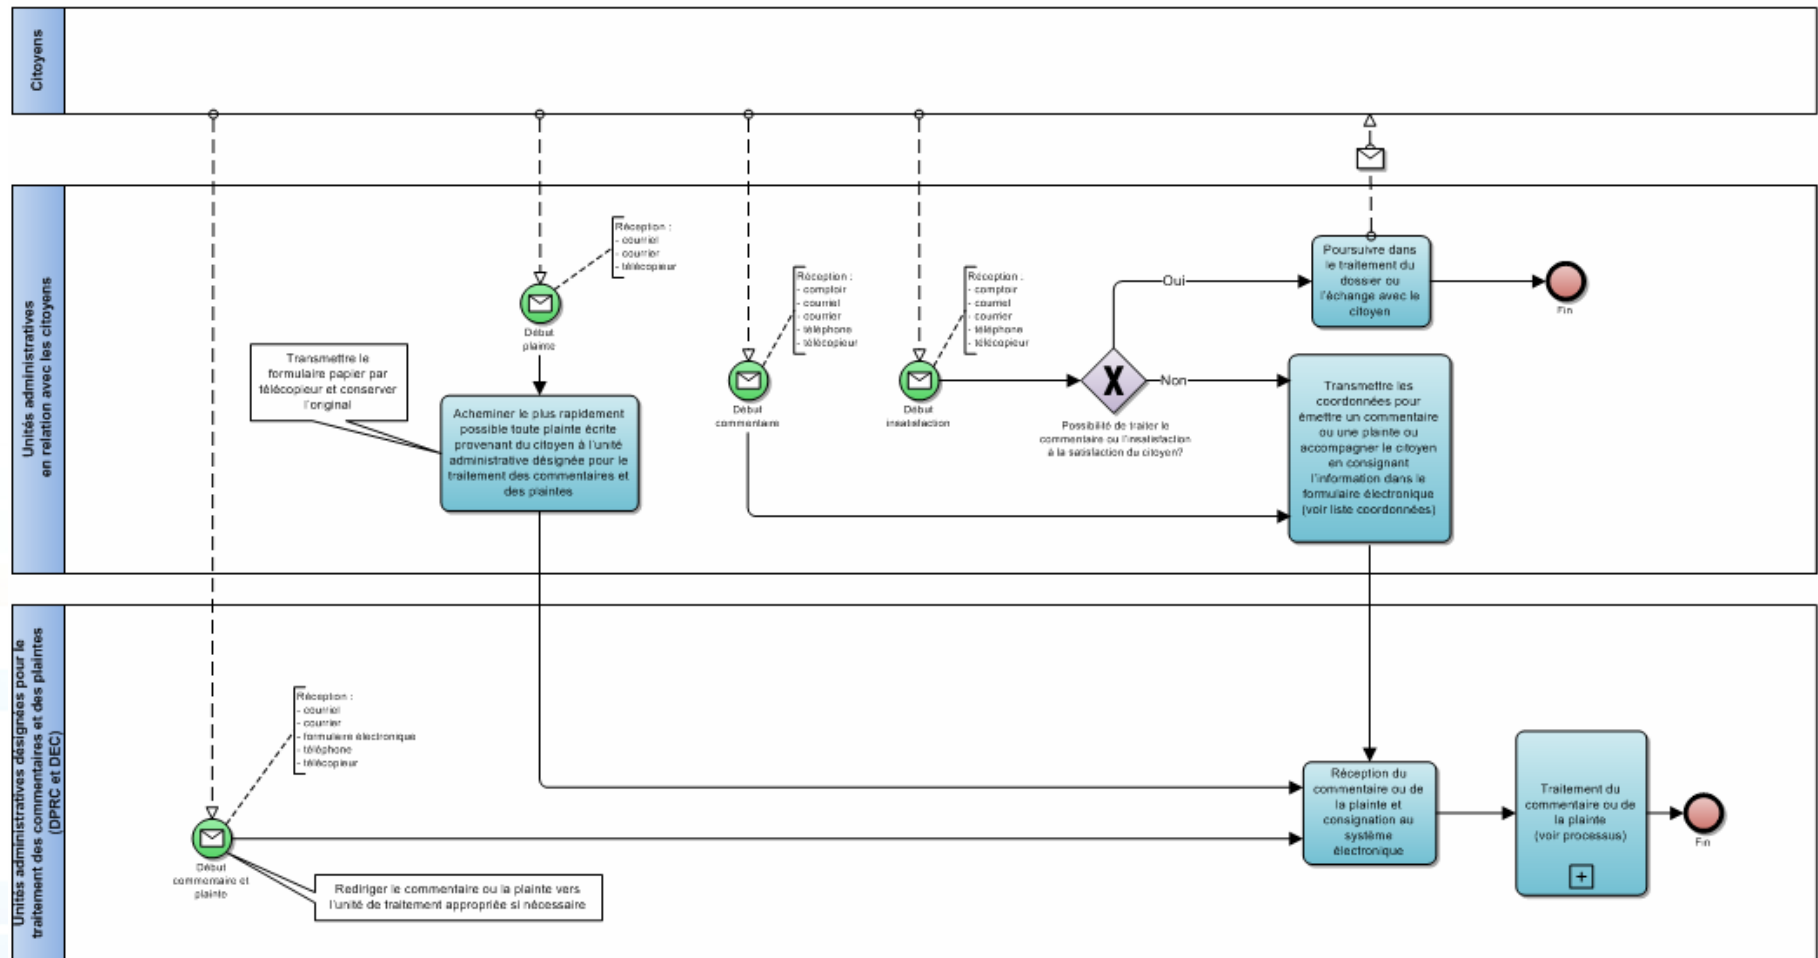 Citoyens
Unités administratives
en relation avec les citoyens
Réception :
- courriel
- courrier
- télécopieur
Début
plainte
Transmettre le
formulaire papier par
télécopieur et conserver
l'original
Acheminer le plus rapidement
possible toute plainte écrite
provenant du citoyen à l'unité
administrative désignée pour le
traitement des commentaires et
des plaintes
Réception :
- comptoir
- courriel
- courrier
- téléphone
- télécopieur
Début
commentaire
Réception :
- comptoir
- courriel
- courrier
- téléphone
- télécopieur
Début
insatisfaction
X
Possibilité de traiter le
commentaire ou l'insatisfaction
à la satisfaction du citoyen?
Oui
Non
Poursuivre dans
le traitement du
dossier ou
l'échange avec le
citoyen
Fin
Transmettre les
coordonnées pour
émettre un commentaire
ou une plainte ou
accompagner le citoyen
en consignant
l'information dans le
formulaire électronique
(voir liste coordonnées)
Unités administratives désignées pour le
traitement des commentaires et des plaintes
(DPRC et DIEC)
Réception :
- courriel
- courrier
- formulaire électronique
- téléphone
- télécopieur
Début
commentaire et
plainte
Rediriger le commentaire ou la plainte vers
l'unité de traitement appropriée si nécessaire
Réception du
commentaire ou de
la plainte et
consignation au
système
électronique
Traitement du
commentaire ou de
la plainte
(voir processus)
+
Fin